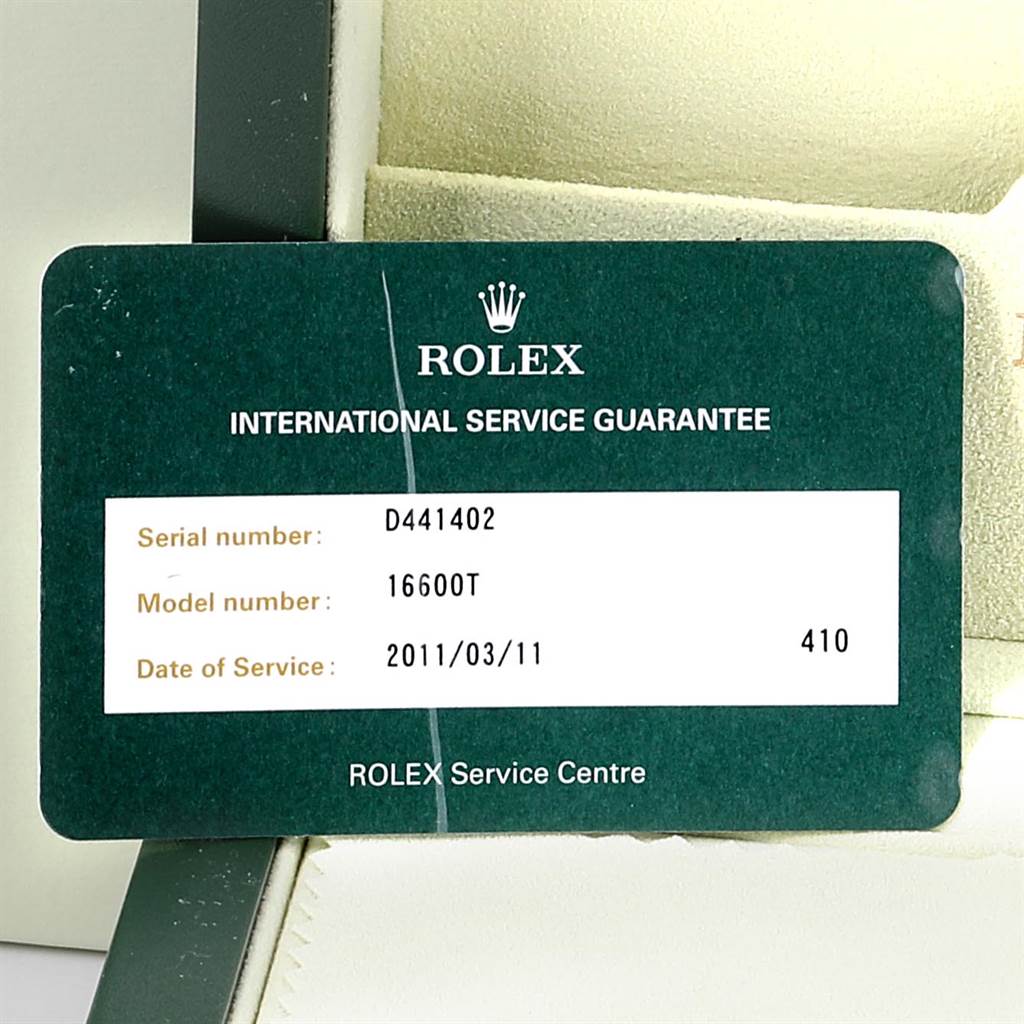 ROLEX
INTERNATIONAL SERVICE GUARANTEE
Serial number: D441402
Model number: 16600T
Date of Service: 2011/03/11 410
ROLEX Service Centre